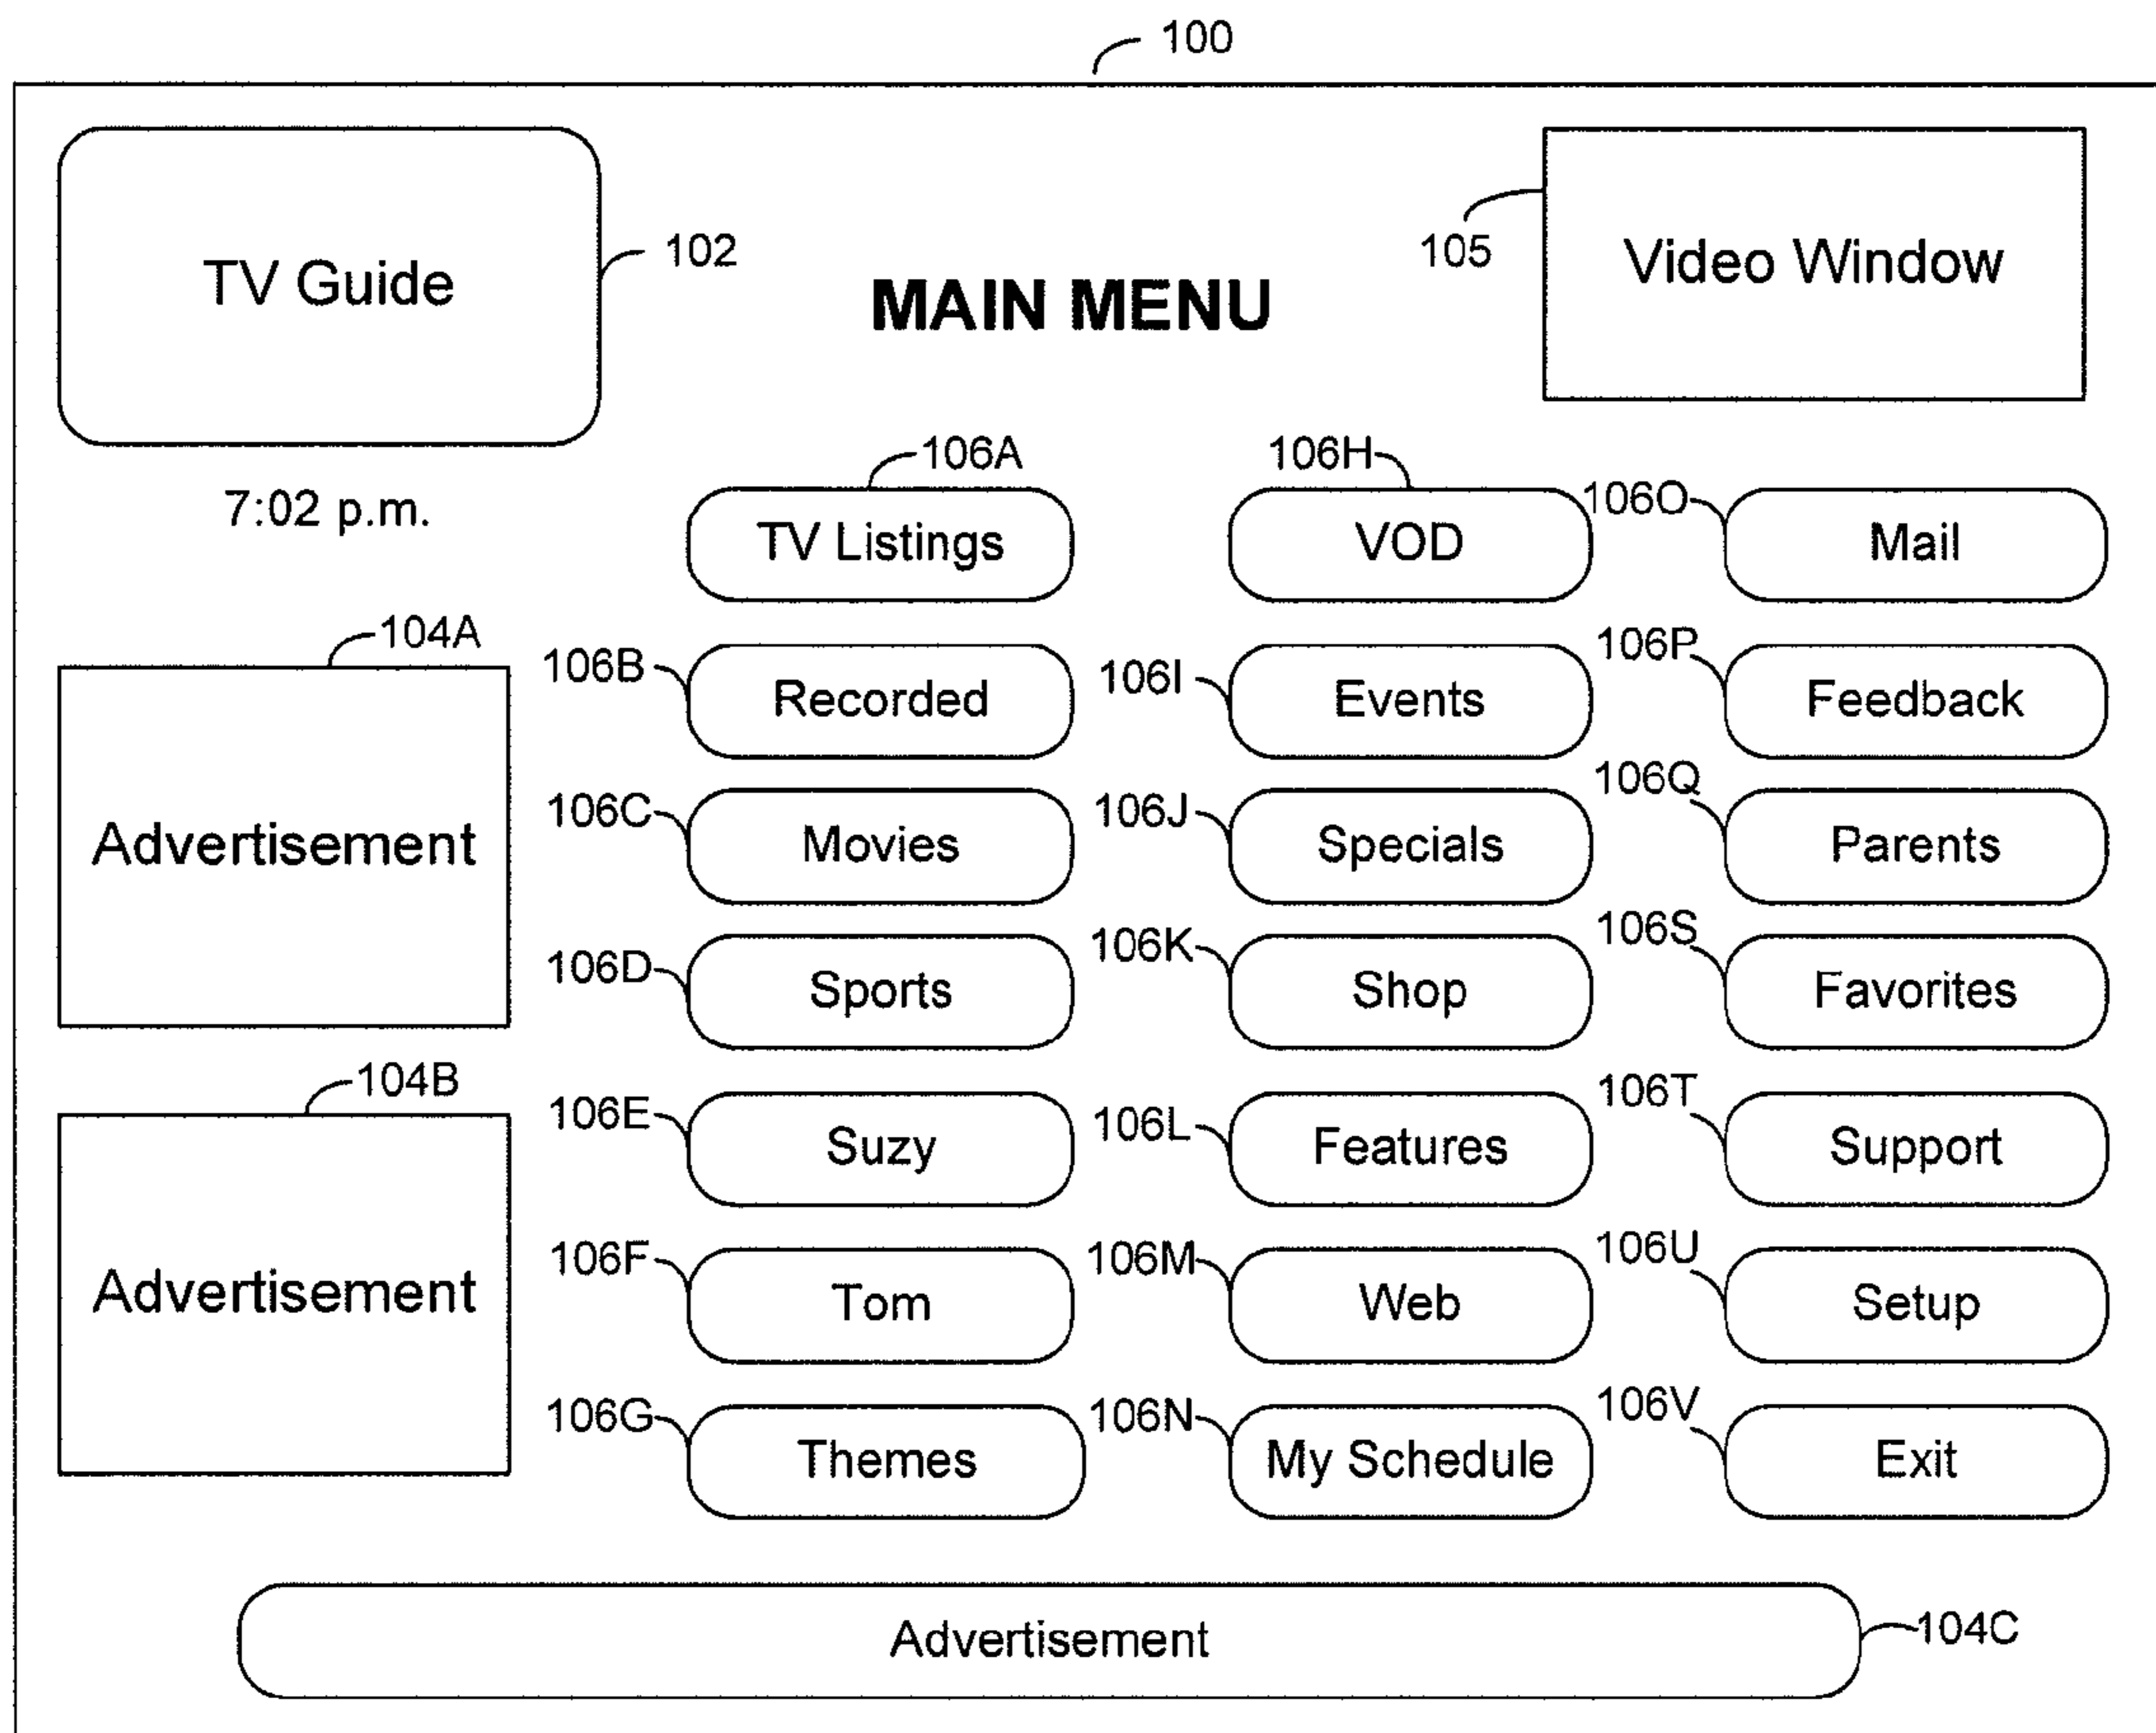 100
TV Guide
102
MAIN MENU
105
Video Window
7:02 p.m.
106A
TV Listings
106H
VOD
106O
Mail
104A
Advertisement
106B
Recorded
106I
Events
106P
Feedback
106C
Movies
106J
Specials
106Q
Parents
106D
Sports
106K
Shop
106S
Favorites
104B
Advertisement
106E
Suzy
106L
Features
106T
Support
106F
Tom
106M
Web
106U
Setup
106G
Themes
106N
My Schedule
106V
Exit
Advertisement
104C